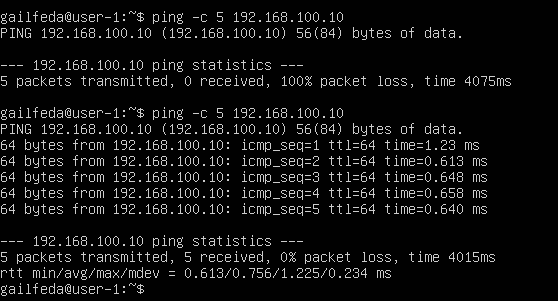 gailfeda@user-1:~$ ping -c 5 192.168.100.10
PING 192.168.100.10 (192.168.100.10) 56(84) bytes of data.

--- 192.168.100.10 ping statistics ---
5 packets transmitted, 0 received, 100% packet loss, time 4075ms

gailfeda@user-1:~$ ping -c 5 192.168.100.10
PING 192.168.100.10 (192.168.100.10) 56(84) bytes of data.
64 bytes from 192.168.100.10: icmp_seq=1 ttl=64 time=1.23 ms
64 bytes from 192.168.100.10: icmp_seq=2 ttl=64 time=0.613 ms
64 bytes from 192.168.100.10: icmp_seq=3 ttl=64 time=0.648 ms
64 bytes from 192.168.100.10: icmp_seq=4 ttl=64 time=0.658 ms
64 bytes from 192.168.100.10: icmp_seq=5 ttl=64 time=0.640 ms

--- 192.168.100.10 ping statistics ---
5 packets transmitted, 5 received, 0% packet loss, time 4015ms
rtt min/avg/max/mdev = 0.613/0.756/1.225/0.234 ms
gailfeda@user-1:~$